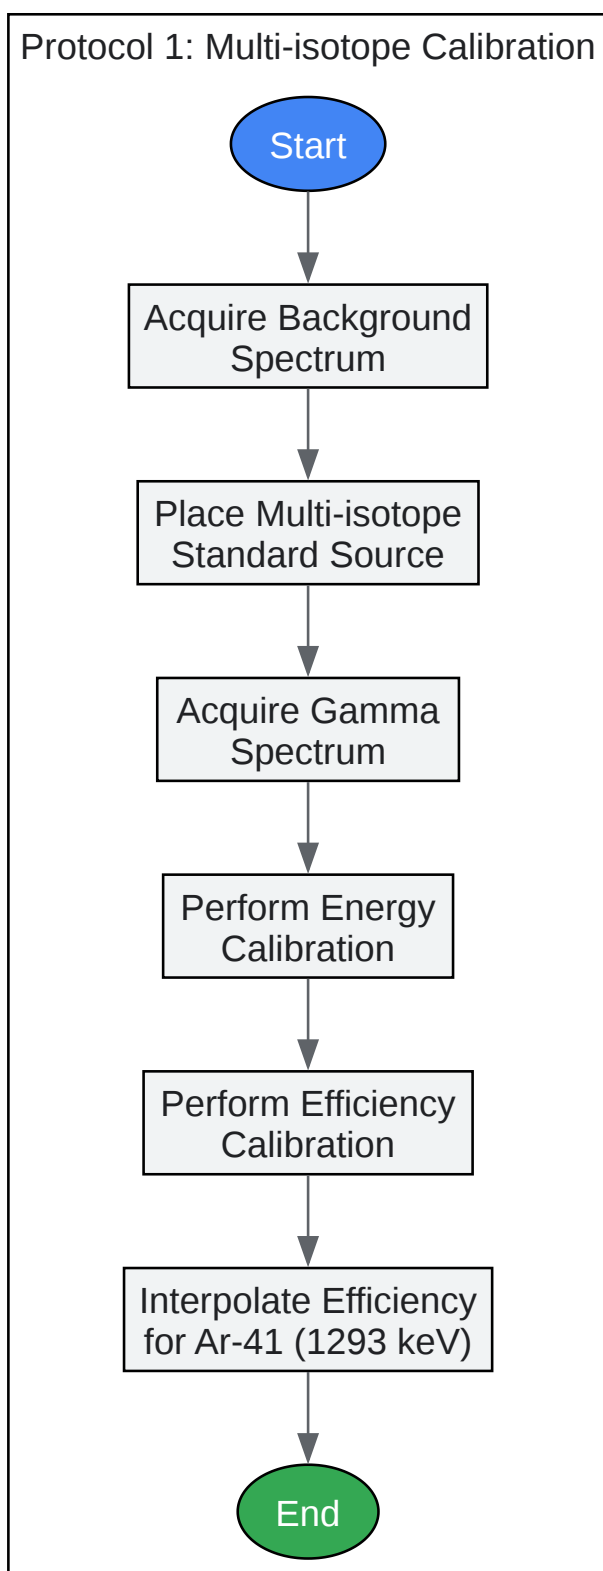 Protocol 1: Multi-isotope Calibration
Start
Acquire Background
Spectrum
Place Multi-isotope
Standard Source
Acquire Gamma
Spectrum
Perform Energy
Calibration
Perform Efficiency
Calibration
Interpolate Efficiency
for Ar-41 (1293 keV)
End